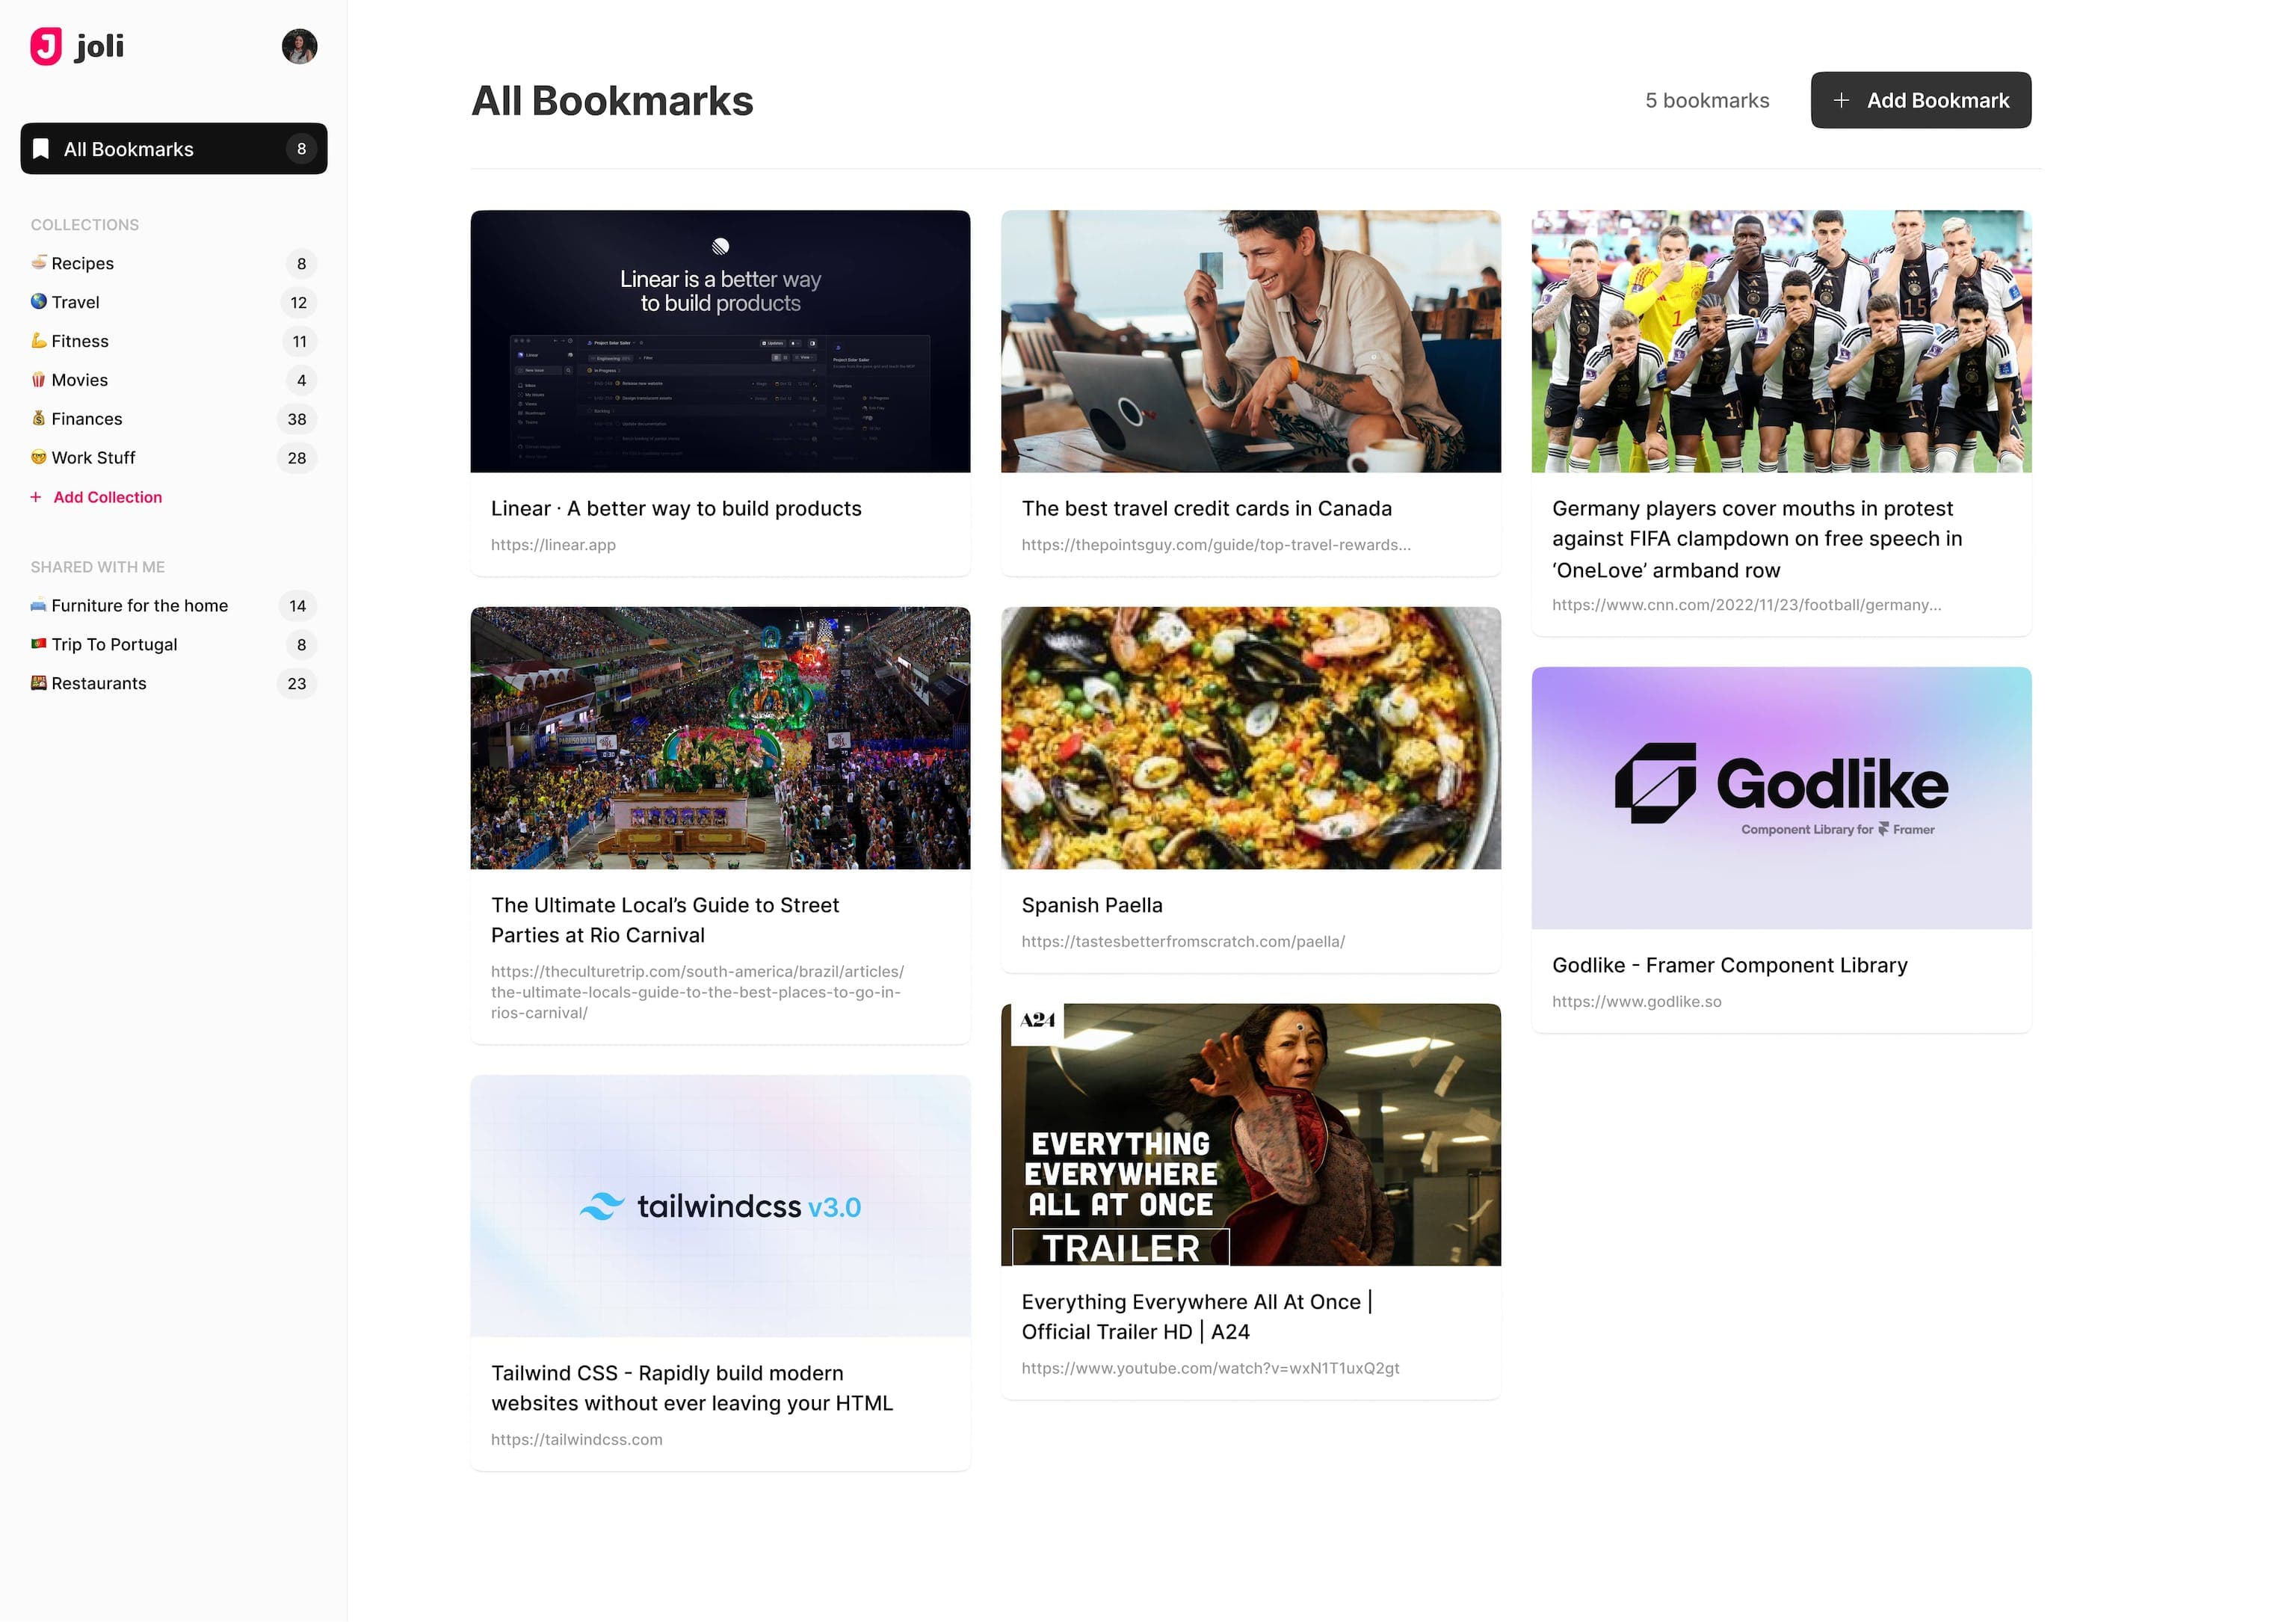 joli
All Bookmarks
8
COLLECTIONS
Recipes
8
Travel
12
Fitness
11
Movies
4
Finances
38
Work Stuff
28
+ Add Collection
SHARED WITH ME
Furniture for the home
14
Trip To Portugal
8
Restaurants
23
All Bookmarks
5 bookmarks
+ Add Bookmark
Linear is a better way
to build products
Linear · A better way to build products
https://linear.app
The best travel credit cards in Canada
https://thepointsguy.com/guide/top-travel-rewards...
Germany players cover mouths in protest
against FIFA clampdown on free speech in
‘OneLove’ armband row
https://www.cnn.com/2022/11/23/football/germany...
The Ultimate Local’s Guide to Street
Parties at Rio Carnival
https://theculturetrip.com/south-america/brazil/articles/
the-ultimate-locals-guide-to-the-best-places-to-go-in-
rios-carnival/
Spanish Paella
https://tastesbetterfromscratch.com/paella/
Godlike
Component Library for Framer
Godlike - Framer Component Library
https://www.godlike.so
tailwindcss v3.0
Tailwind CSS - Rapidly build modern
websites without ever leaving your HTML
https://tailwindcss.com
A24
EVERYTHING
EVERYWHERE
ALL AT ONCE
TRAILER
Everything Everywhere All At Once |
Official Trailer HD | A24
https://www.youtube.com/watch?v=wxN1T1uxQ2gt